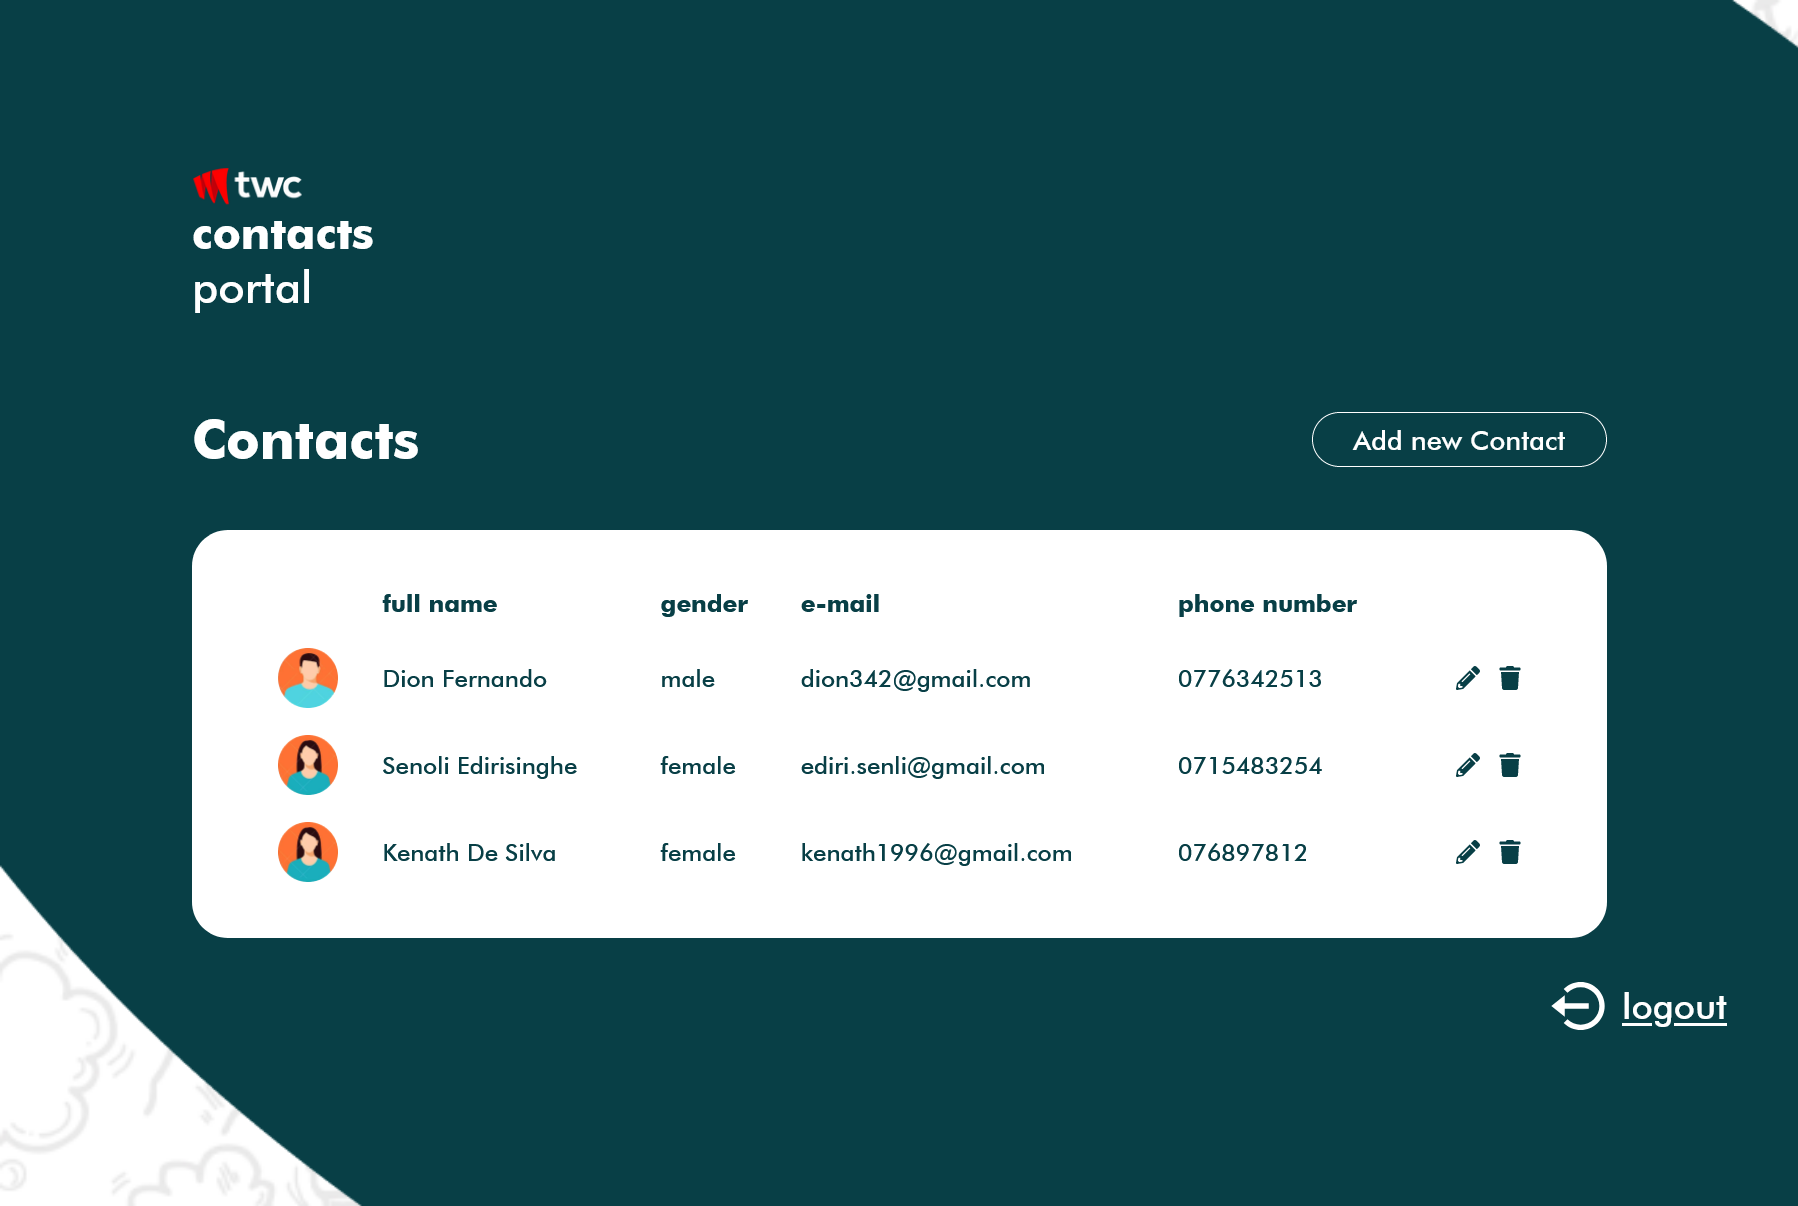 twc
contacts
portal
Contacts
Add new Contact
full name gender e-mail phone number
Dion Fernando male dion342@gmail.com 0776342513
Senoli Edirisinghe female ediri.senli@gmail.com 0715483254
Kenath De Silva female kenath1996@gmail.com 076897812
logout